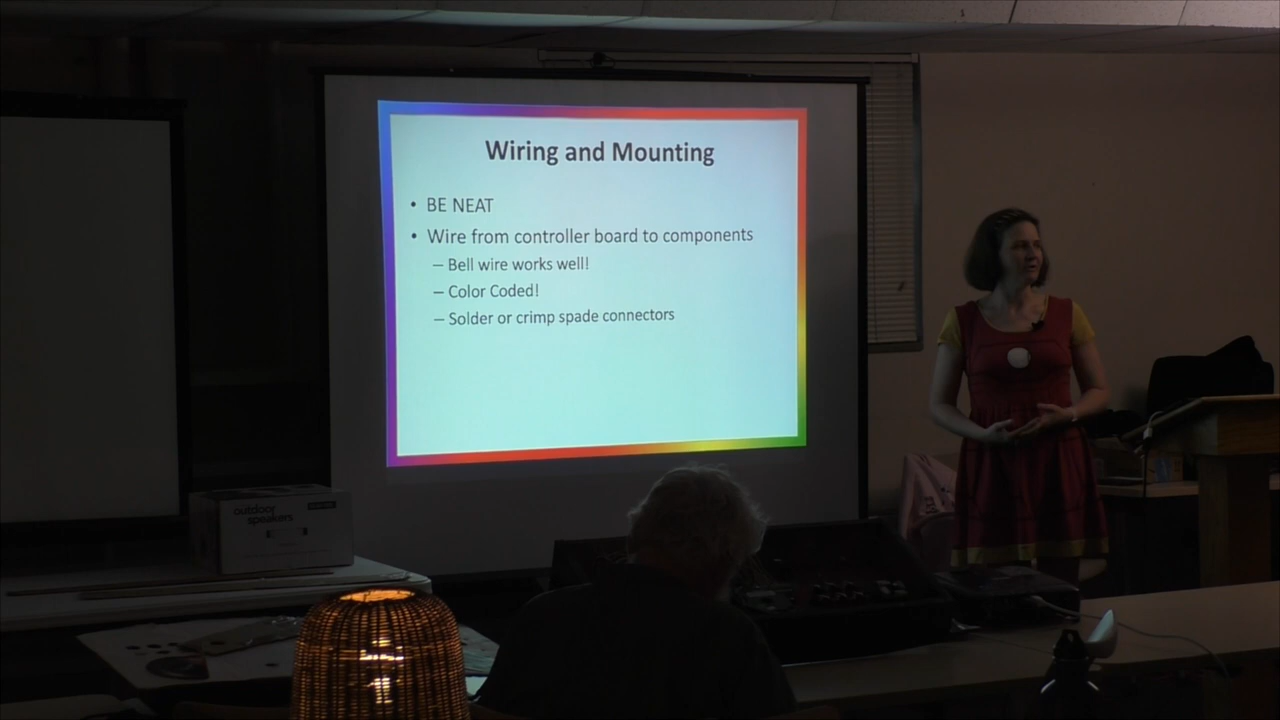 Wiring and Mounting
• BE NEAT
• Wire from controller board to components
– Bell wire works well!
– Color Coded!
– Solder or crimp spade connectors
outdoor
speakers